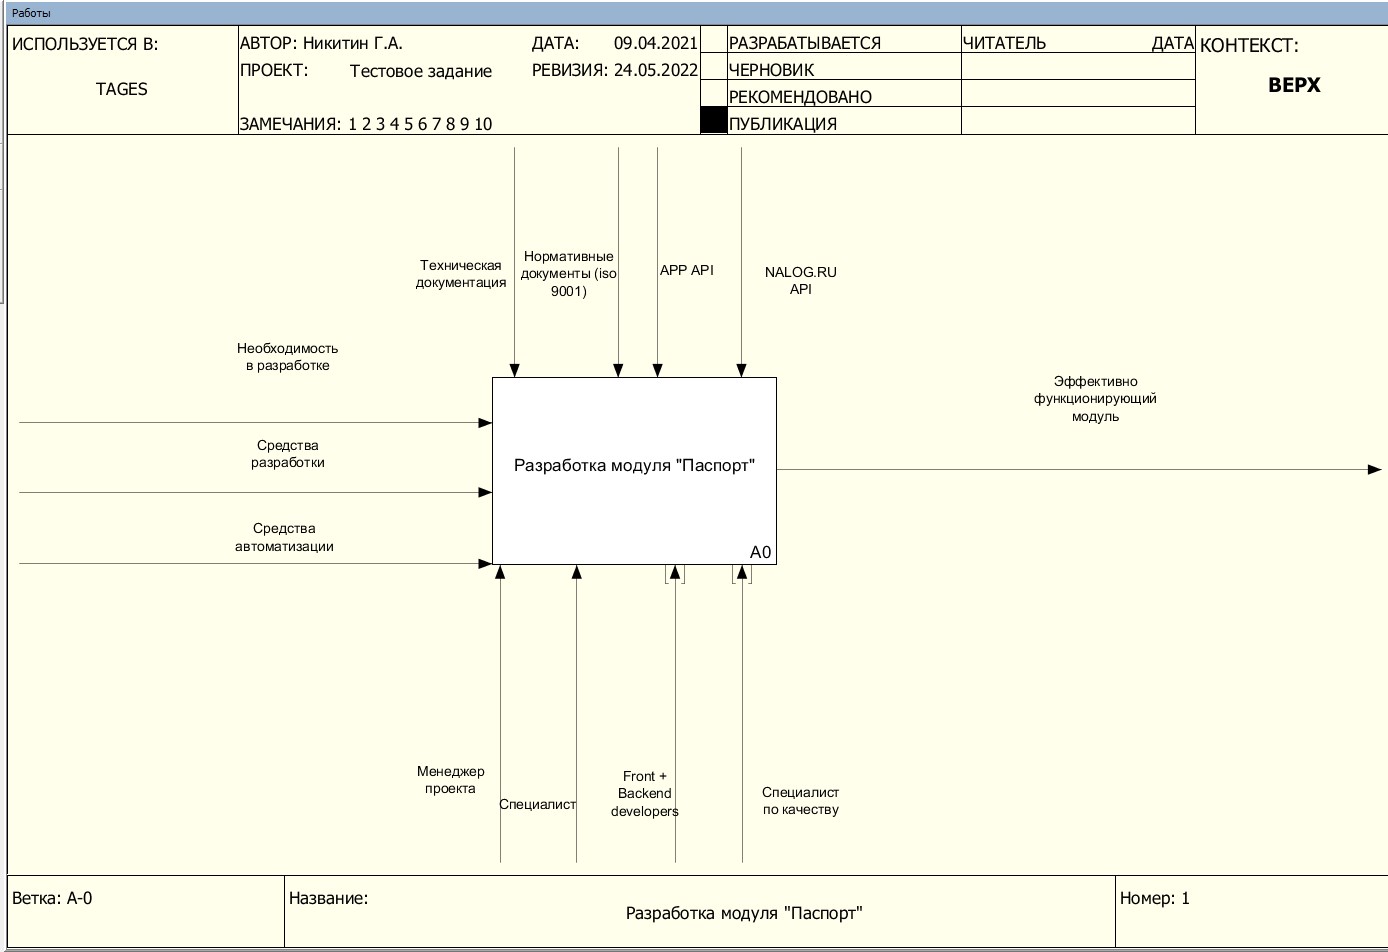 Работы
ИСПОЛЬЗУЕТСЯ В:
TAGES
АВТОР: Никитин Г.А.
ДАТА: 09.04.2021
ПРОЕКТ: Тестовое задание
РЕВИЗИЯ: 24.05.2022
ЗАМЕЧАНИЯ: 1 2 3 4 5 6 7 8 9 10
РАЗРАБАТЫВАЕТСЯ
ЧЕРНОВИК
РЕКОМЕНДОВАНО
ПУБЛИКАЦИЯ
ЧИТАТЕЛЬ ДАТА
КОНТЕКСТ:
ВЕРХ
Техническая
документация
Нормативные
документы (iso
9001)
APP API
NALOG.RU
API
Необходимость
в разработке
Средства
разработки
Средства
автоматизации
Разработка модуля "Паспорт"
A0
Эффективно
функционирующий
модуль
Менеджер
проекта
Специалист
Front +
Backend
developers
Специалист
по качеству
Ветка: A-0
Название:
Разработка модуля "Паспорт"
Номер: 1